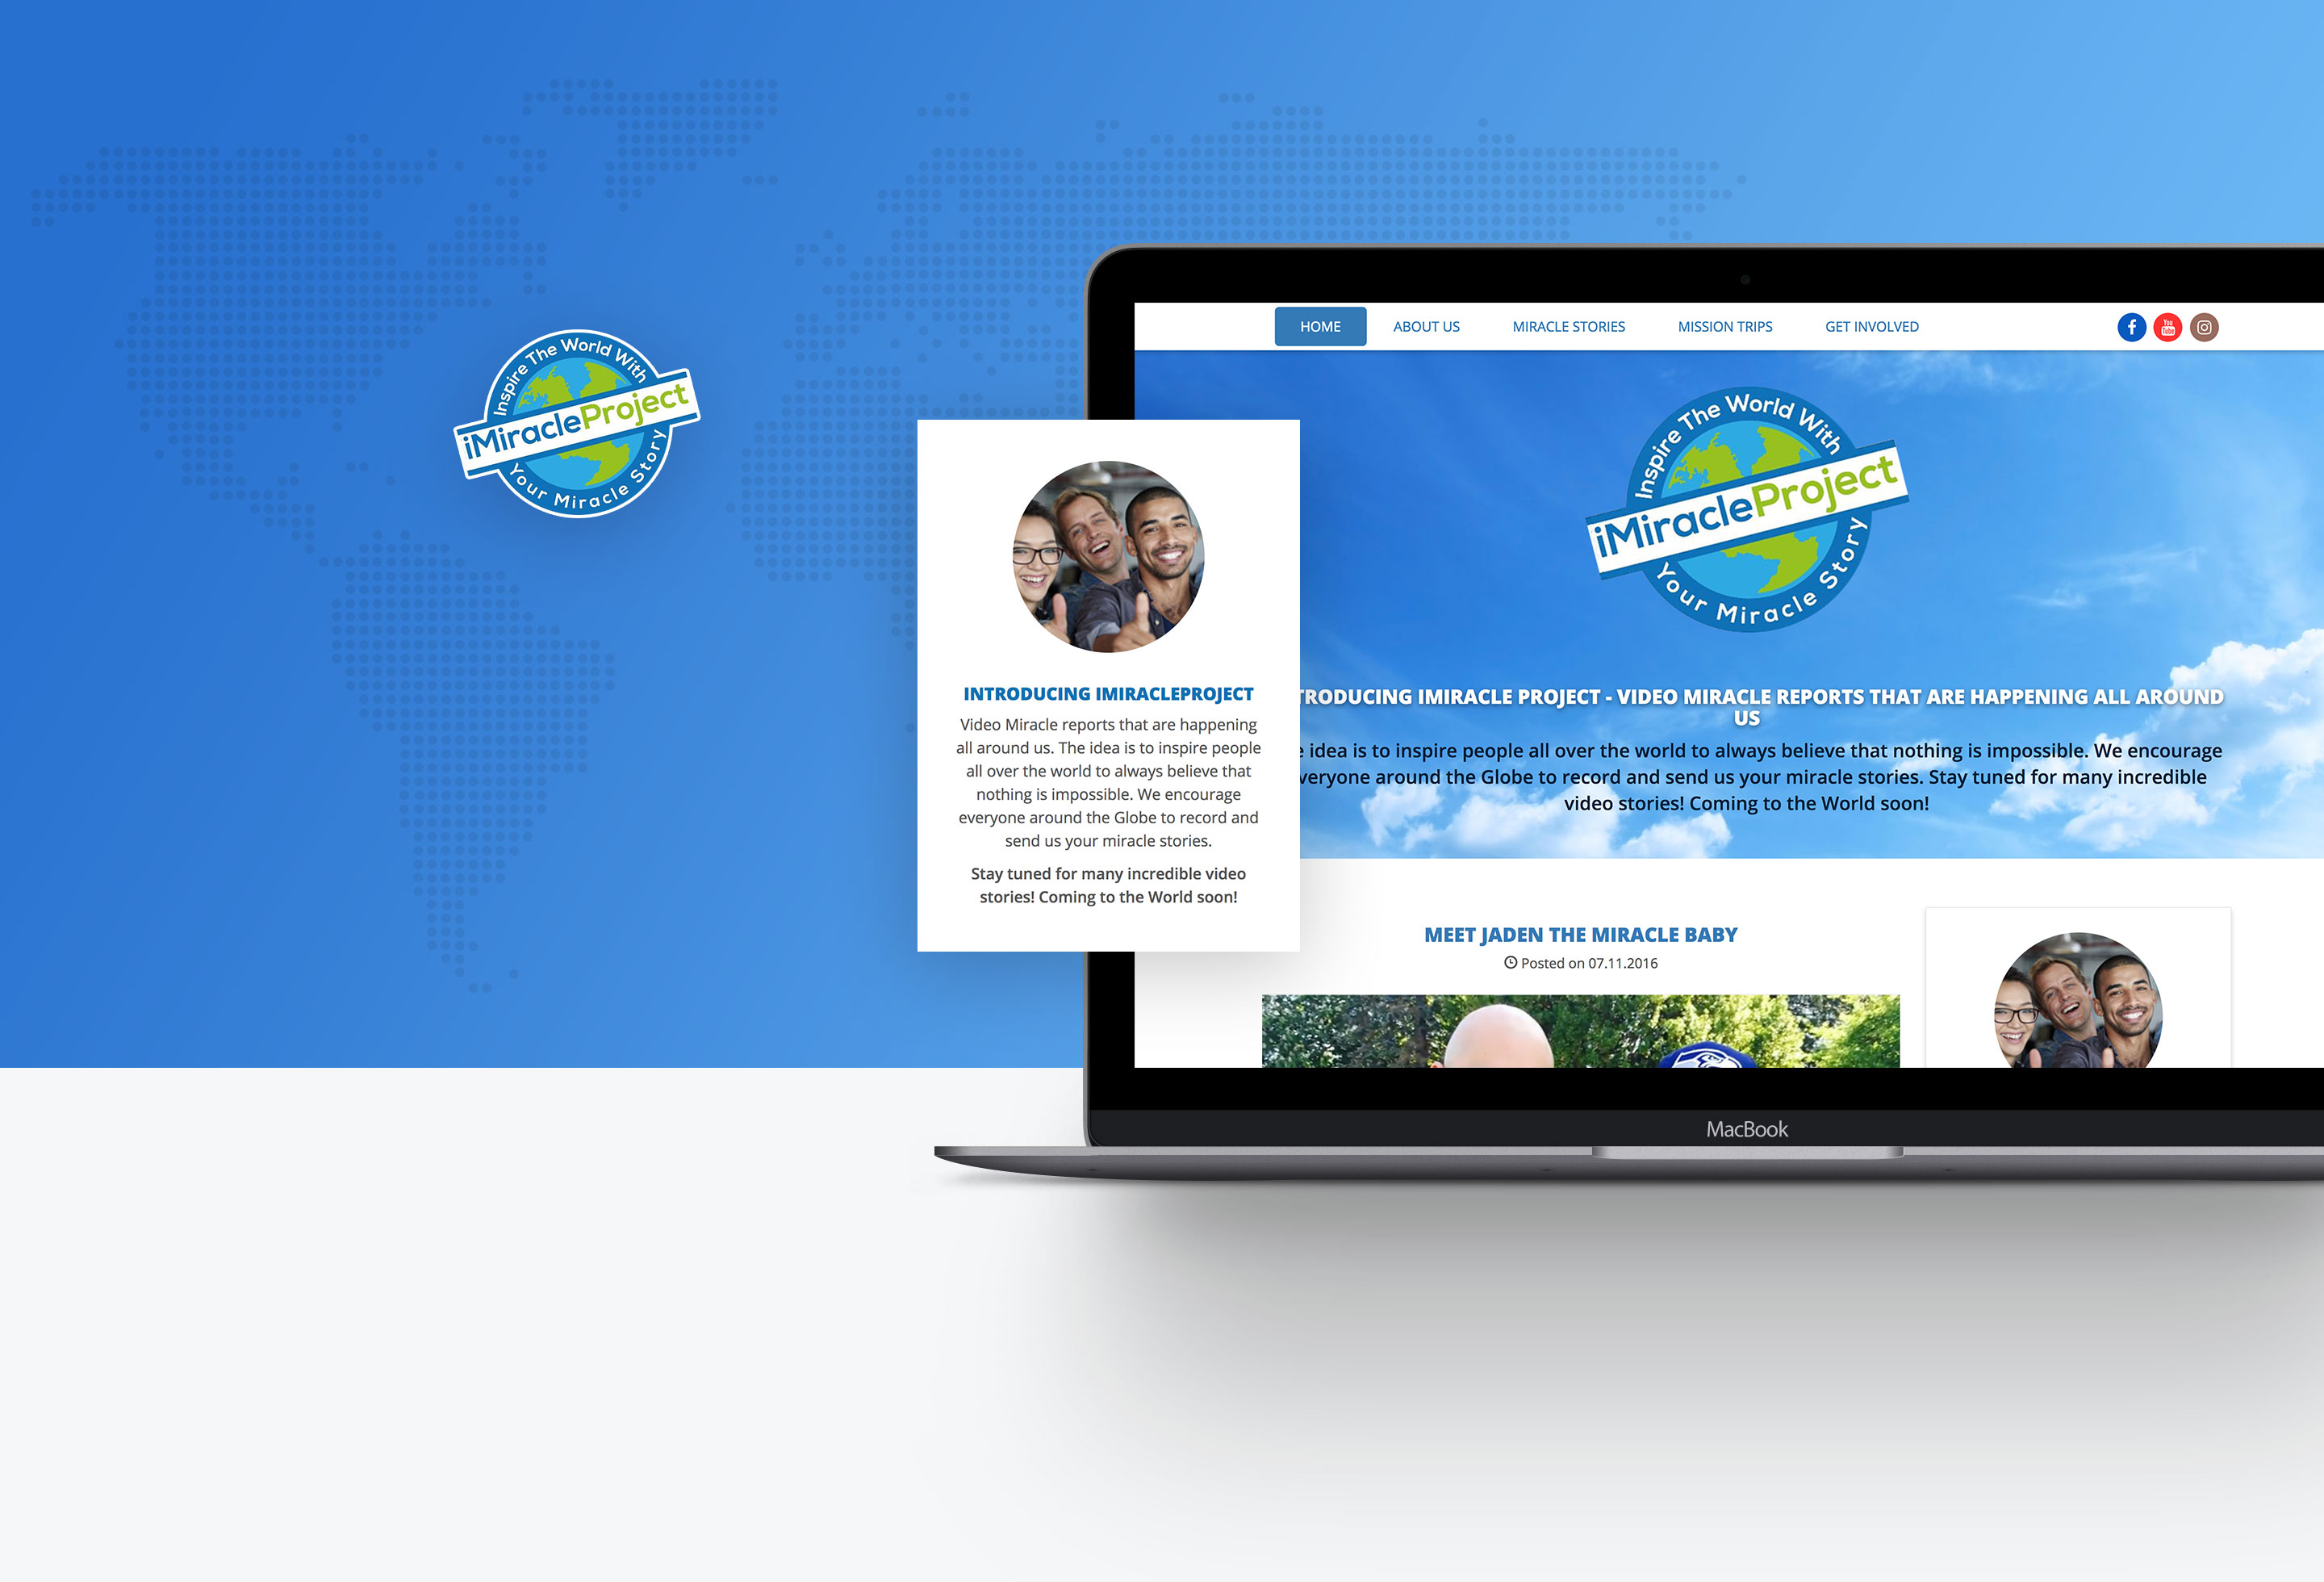 Inspire The World With
iMiracleProject
Your Miracle Story
INTRODUCING IMIRACLEPROJECT
Video Miracle reports that are happening
all around us. The idea is to inspire people
all over the world to always believe that
nothing is impossible. We encourage
everyone around the Globe to record and
send us your miracle stories.
Stay tuned for many incredible video
stories! Coming to the World soon!
HOME
ABOUT US
MIRACLE STORIES
MISSION TRIPS
GET INVOLVED
You
Tube
Inspire The World With
iMiracleProject
Your Miracle Story
TRODUCING IMIRACLE PROJECT - VIDEO MIRACLE REPORTS THAT ARE HAPPENING ALL AROUND
US
e idea is to inspire people all over the world to always believe that nothing is impossible. We encourage
veryone around the Globe to record and send us your miracle stories. Stay tuned for many incredible
video stories! Coming to the World soon!
MEET JADEN THE MIRACLE BABY
Posted on 07.11.2016
MacBook